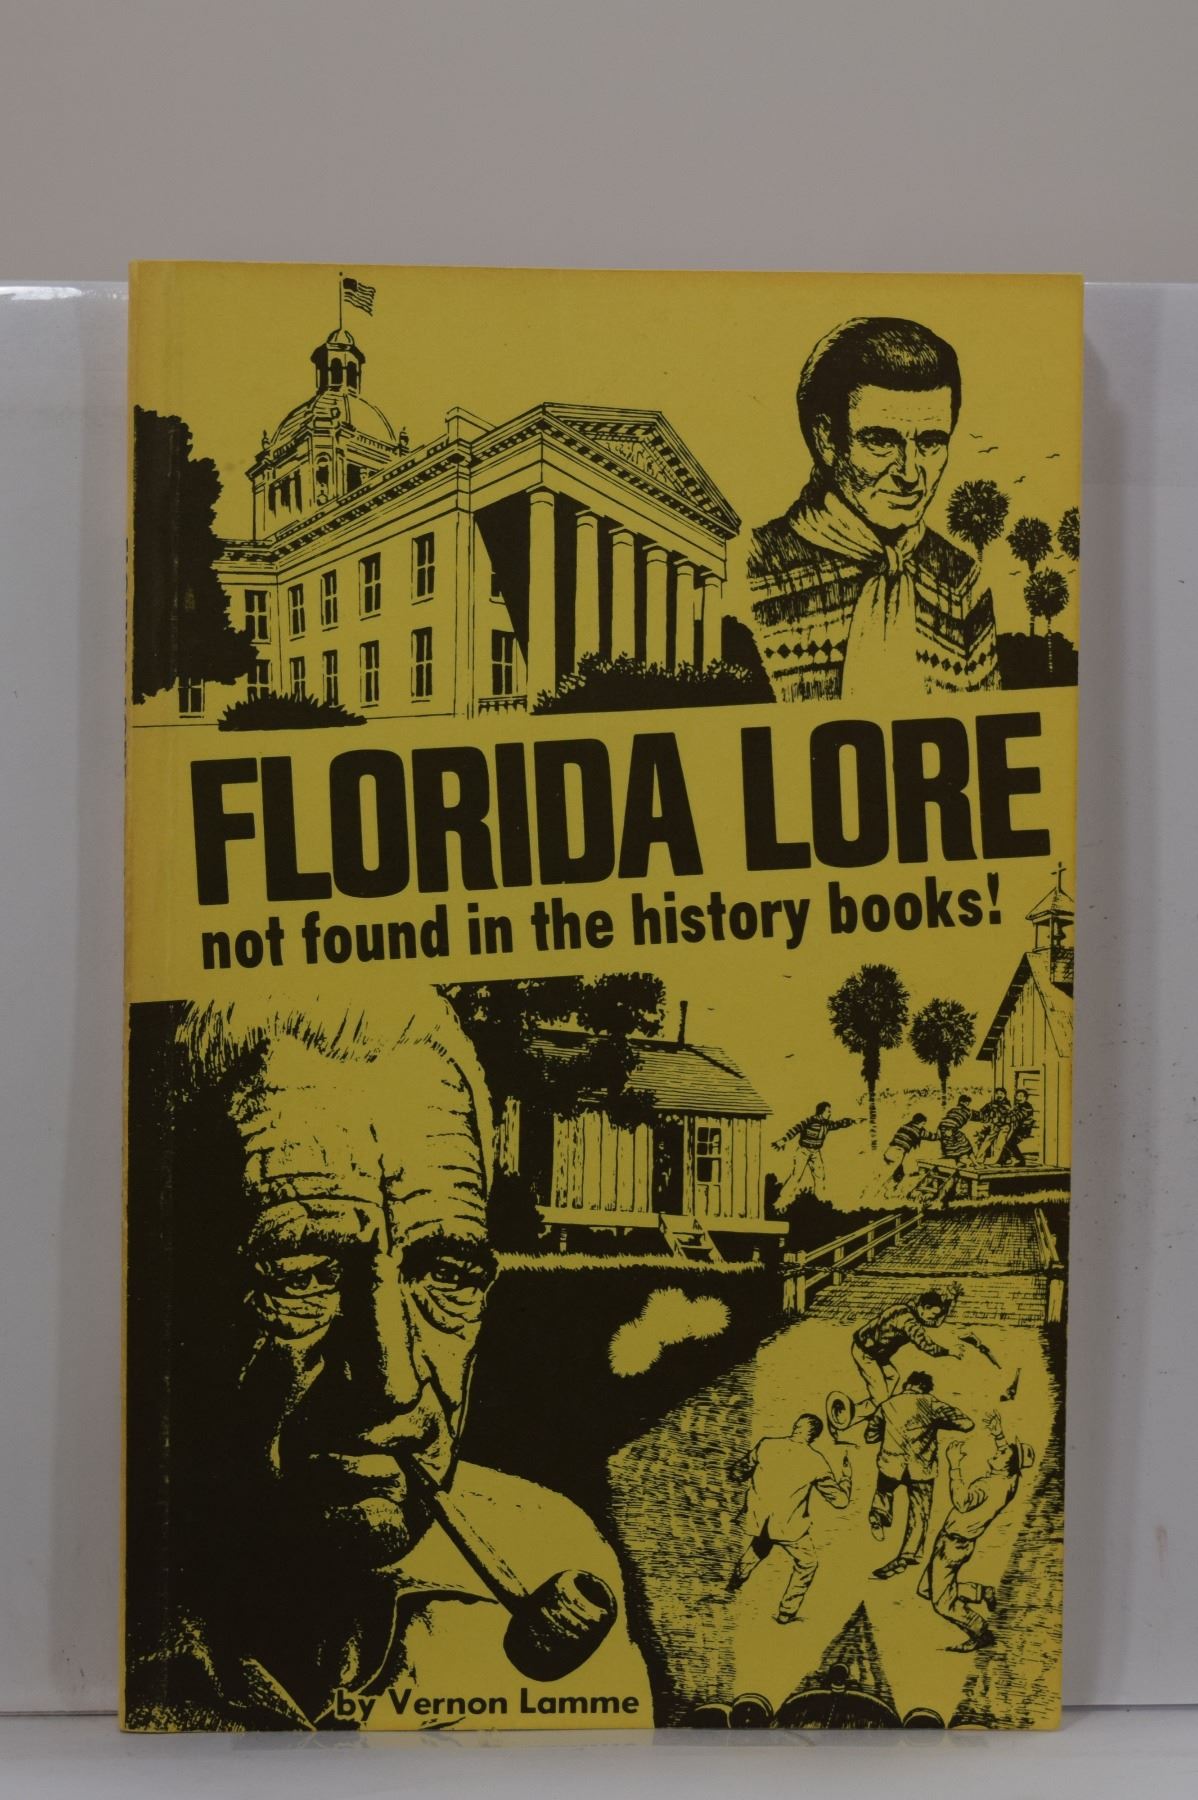 FLORIDA LORE
not found in the history books!
by Vernon Lamme